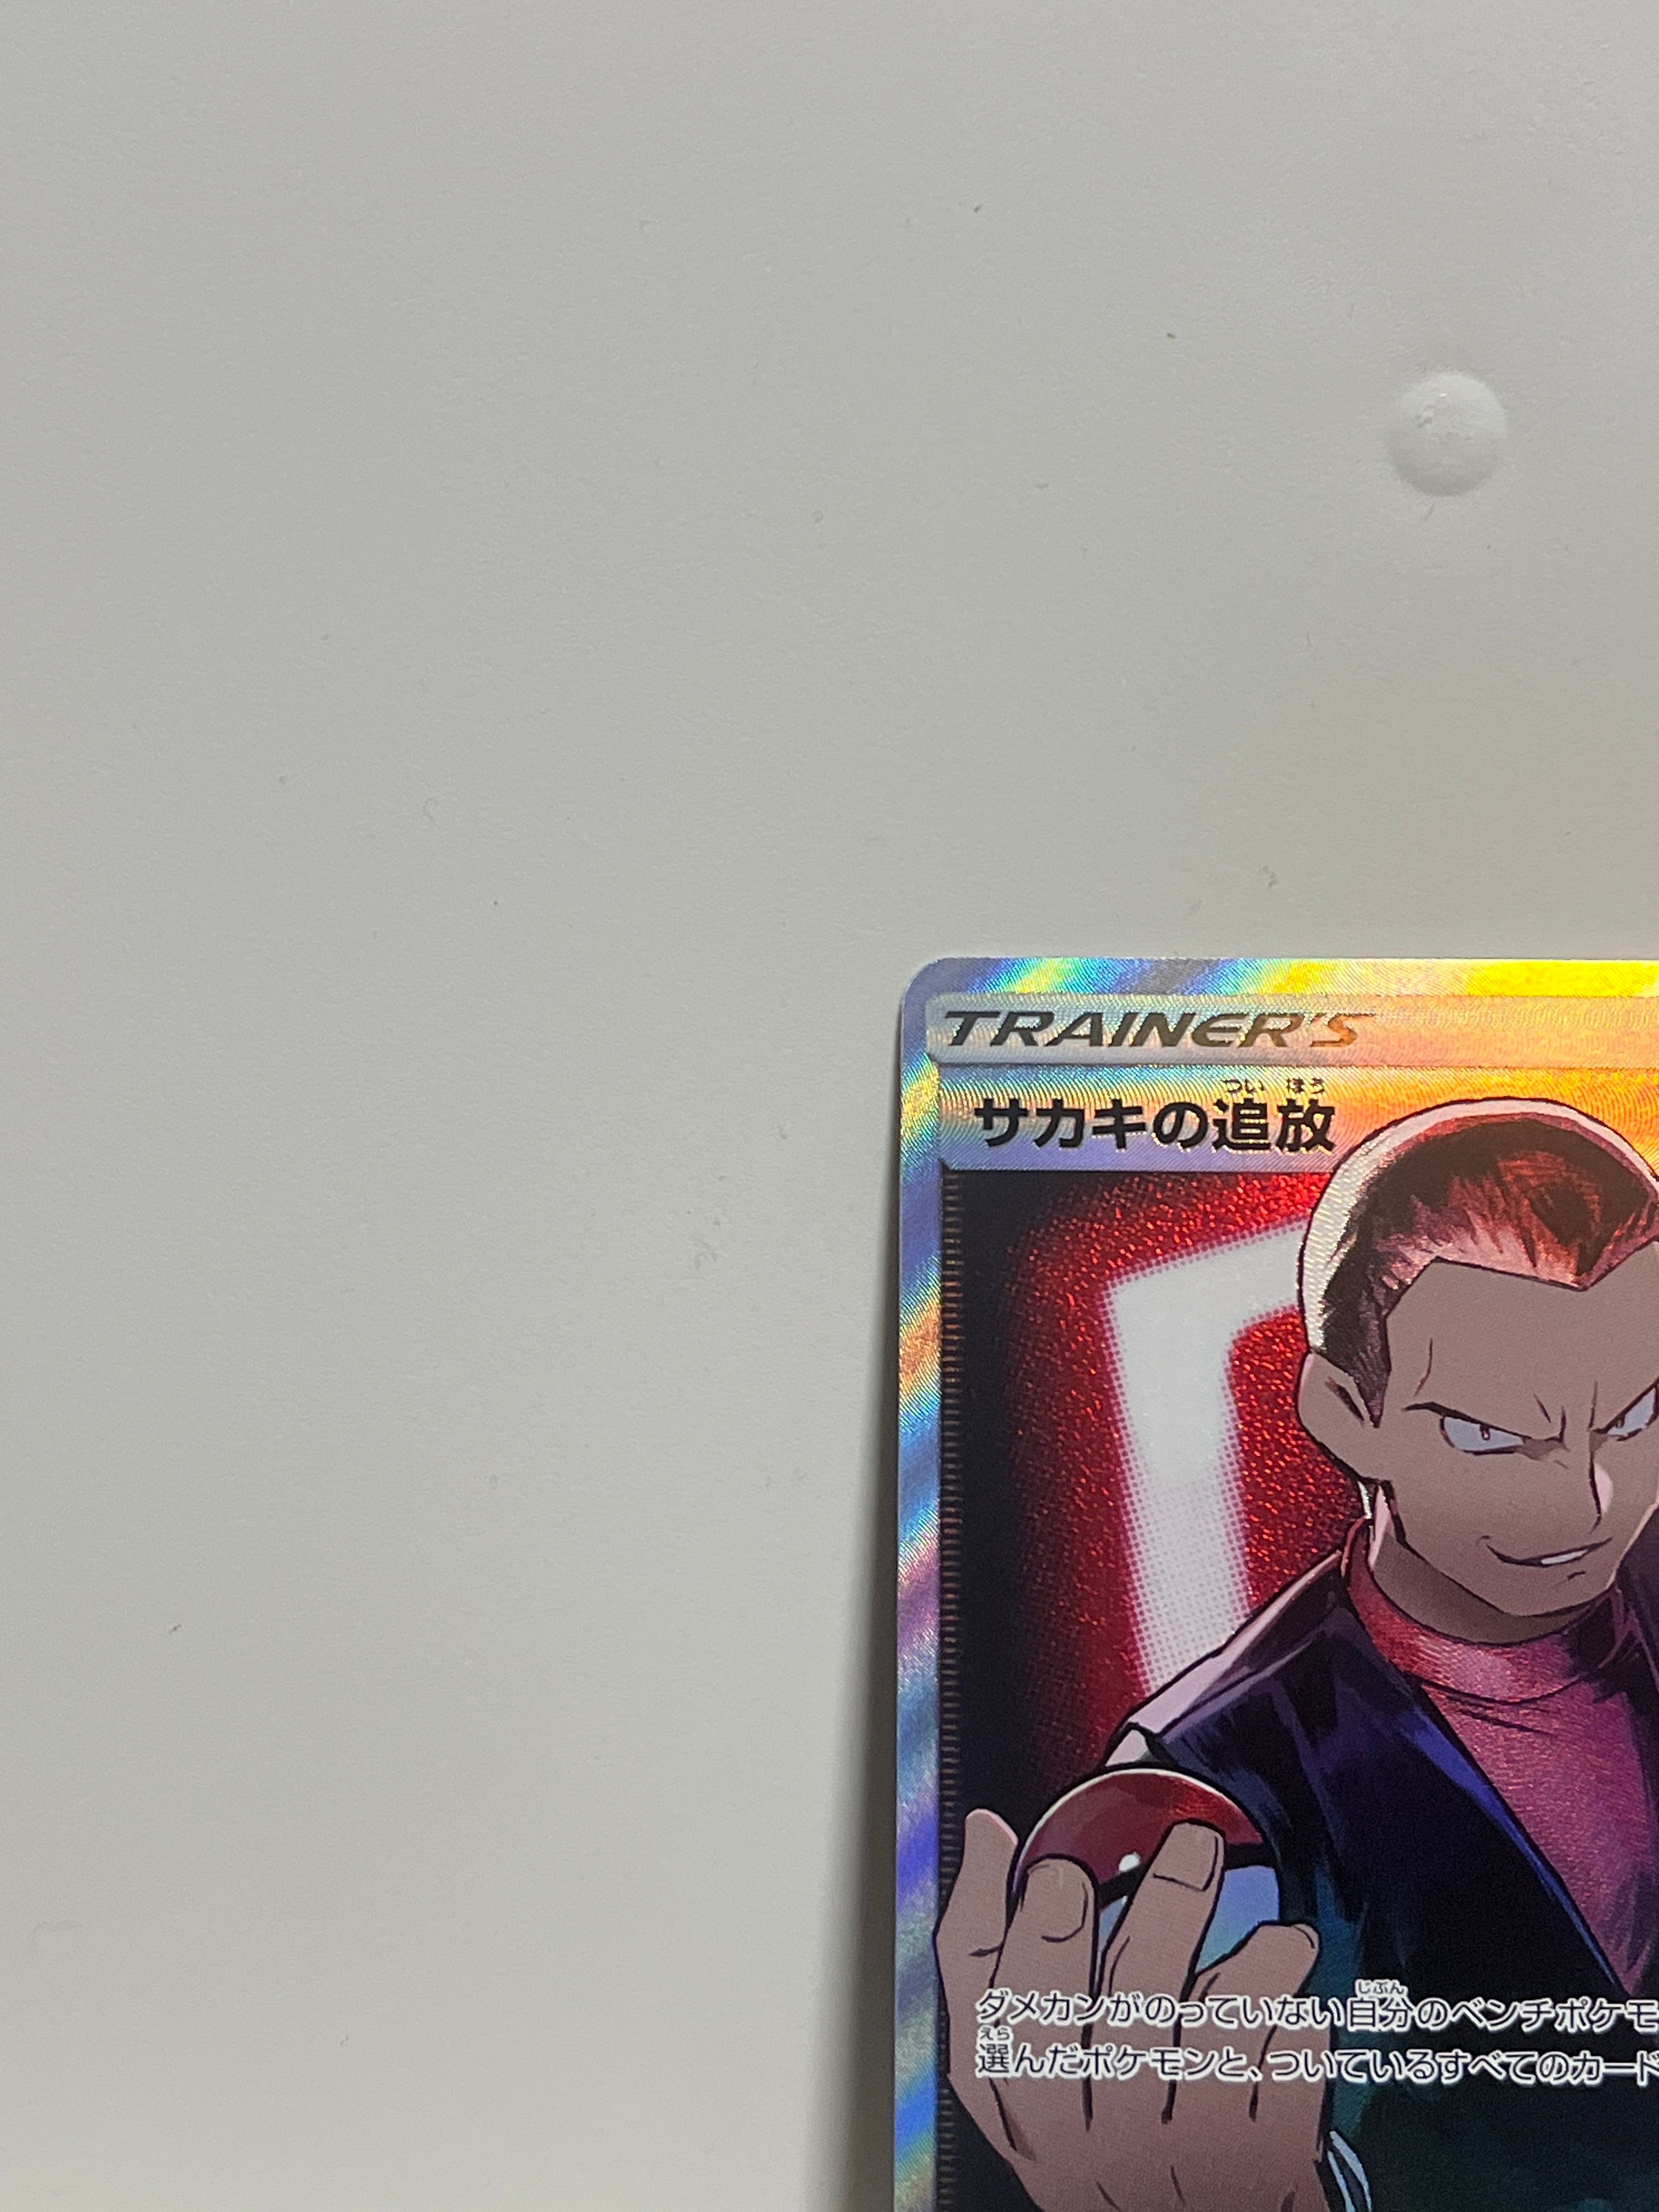 TRAINER'S
つい ほう
サカキの追放
じぶん
ダメカンがのっていない自分のベンチポケモ
えら
選んだポケモンと、ついているすべてのカード